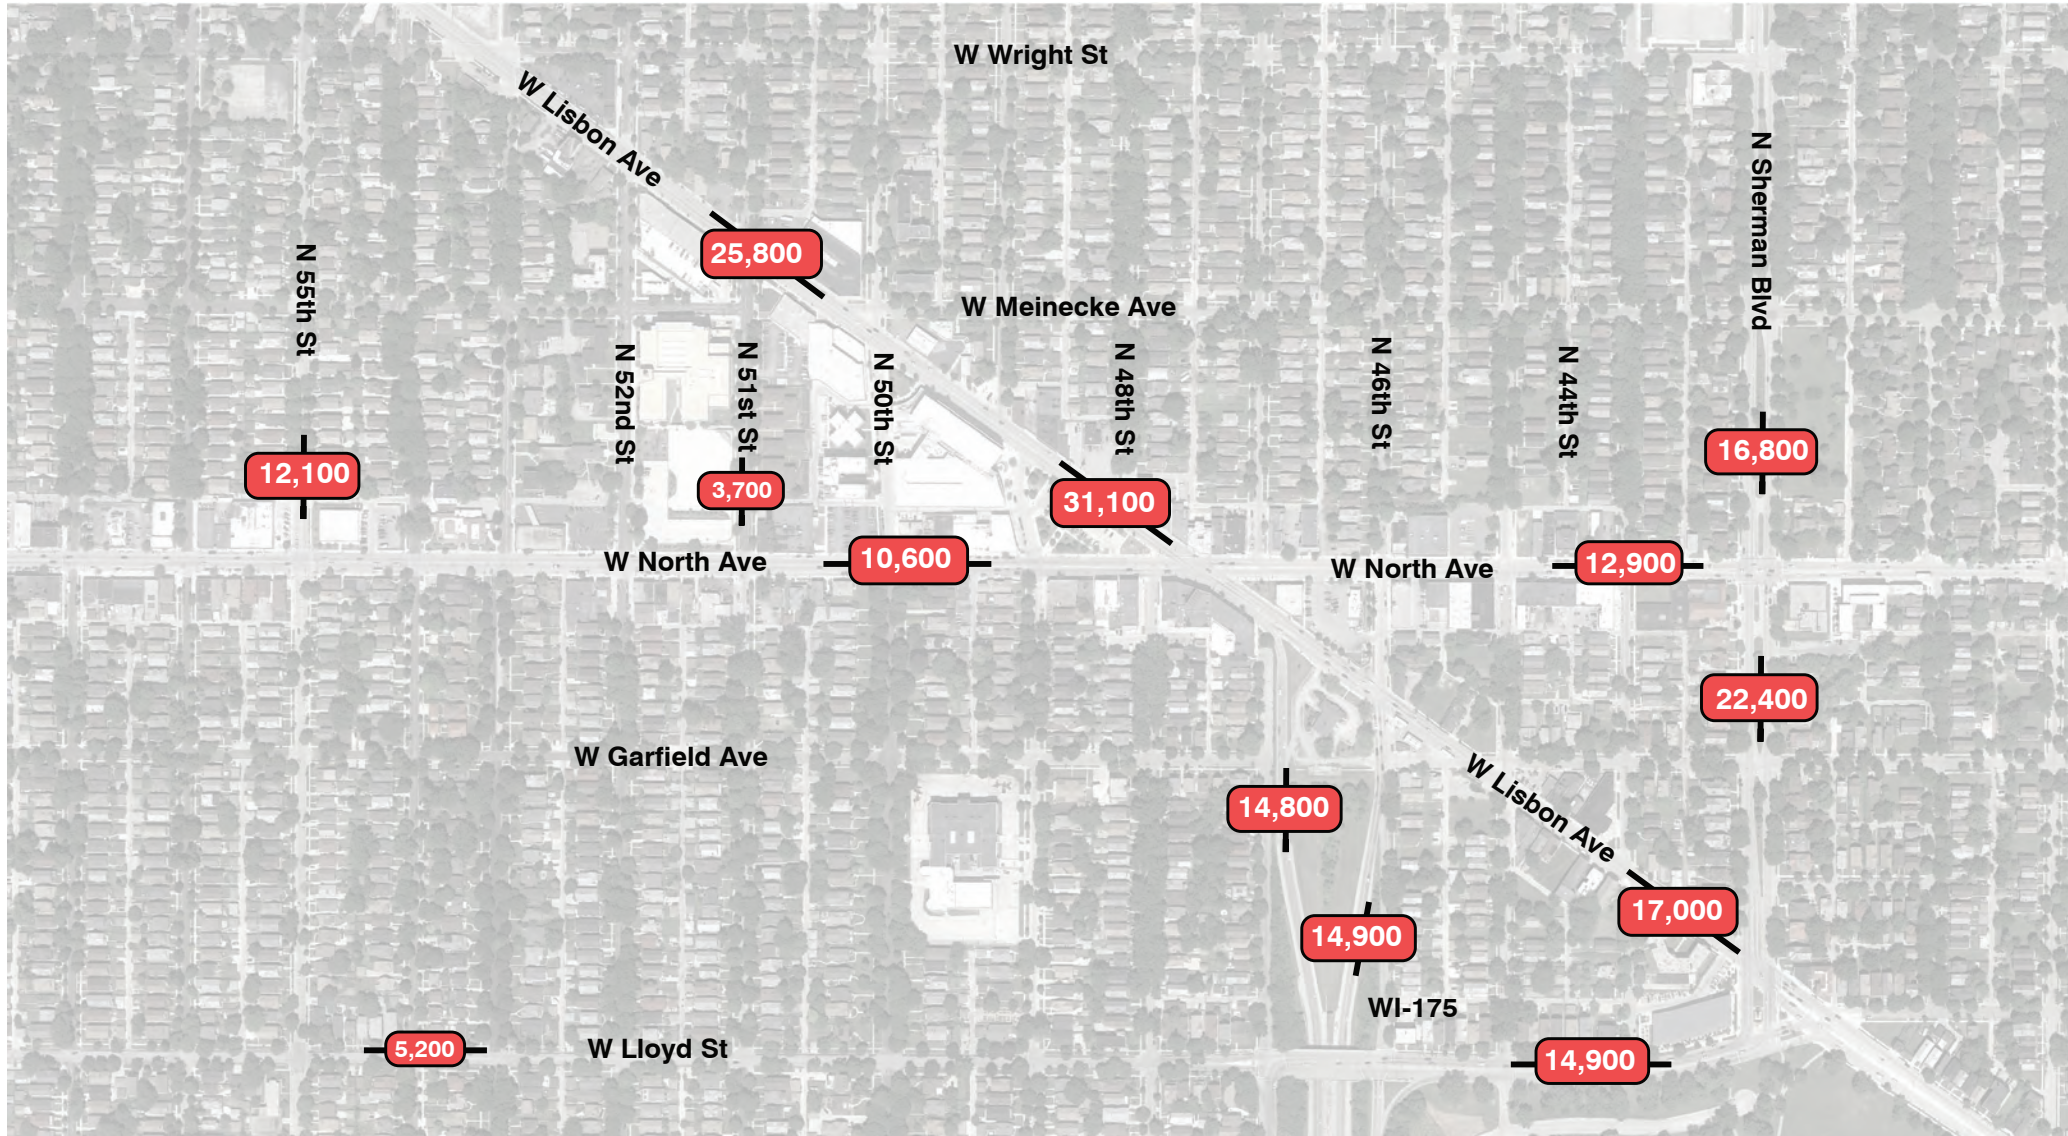 W Wright St
W Lisbon Ave
N Sherman Blvd
25,800
N 55th St
W Meinecke Ave
N 52nd St
N 51st St
N 50th St
N 48th St
N 46th St
N 44th St
12,100
3,700
31,100
16,800
W North Ave
10,600
W North Ave
12,900
22,400
W Garfield Ave
14,800
W Lisbon Ave
17,000
14,900
WI-175
5,200
W Lloyd St
14,900